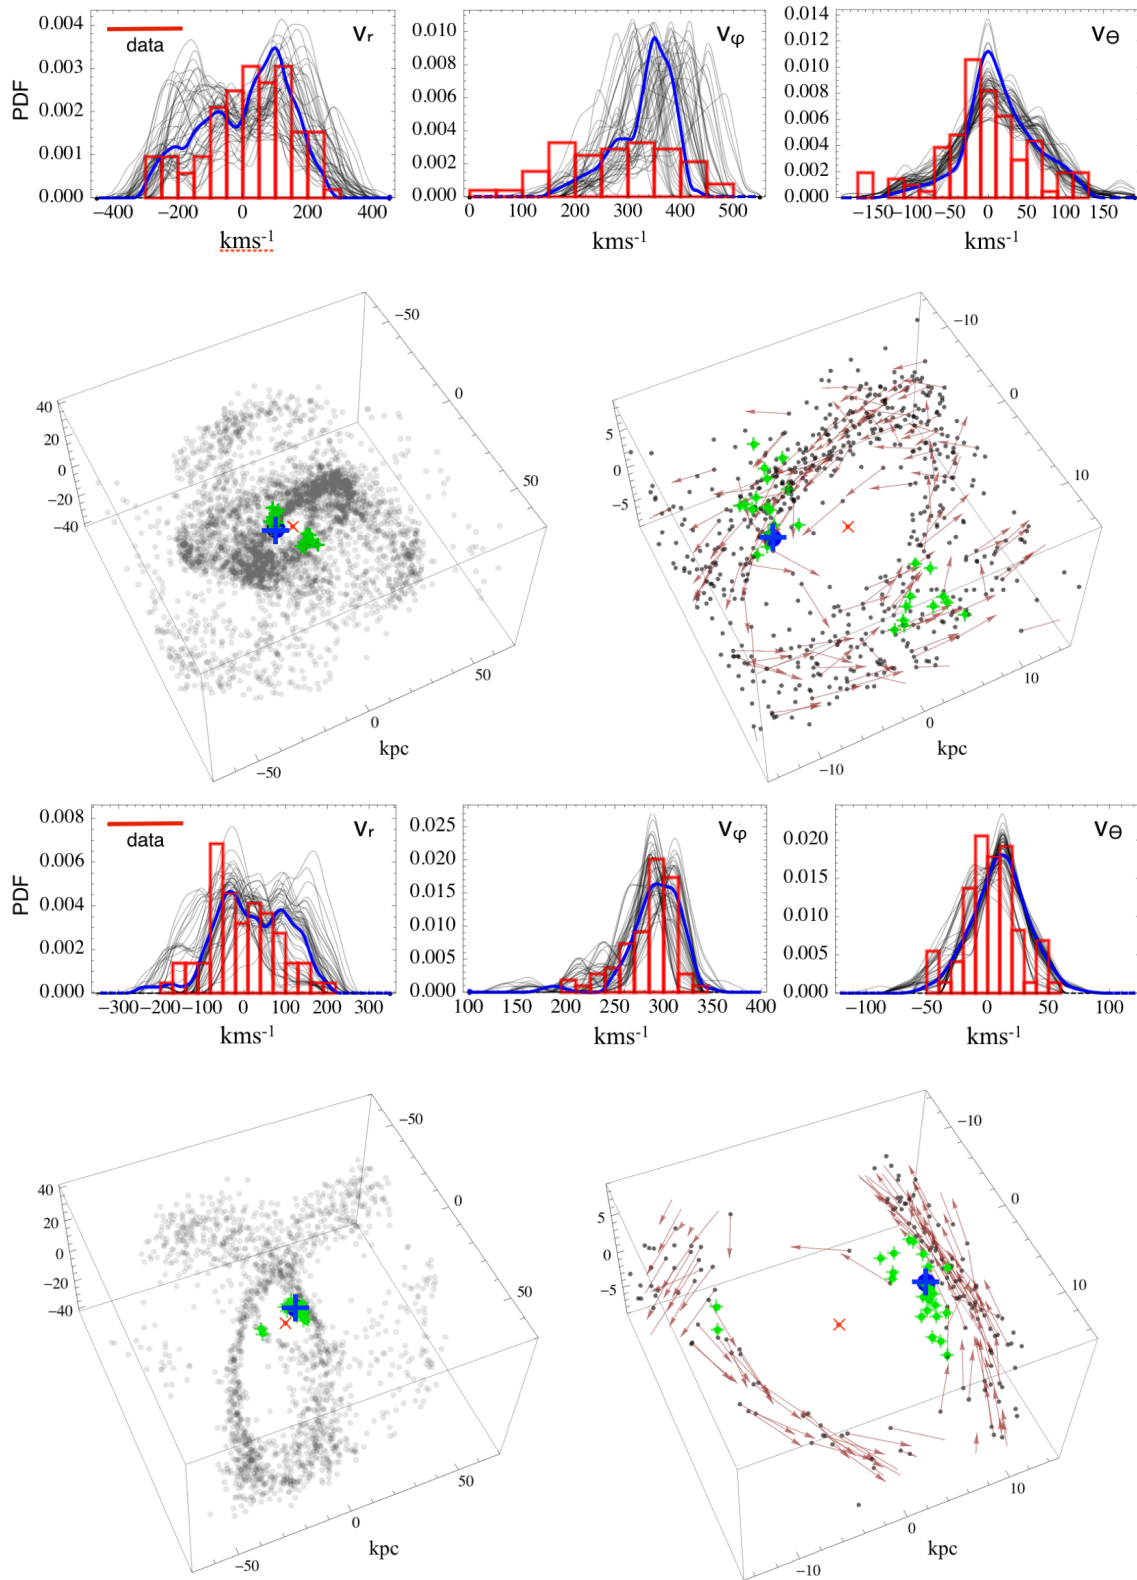 0.004
0.003
0.002
0.001
0.000
PDF
data
vr
-400 -200 0 200 400
kms-1
0.010
0.008
0.006
0.004
0.002
0.000
vφ
0 100 200 300 400 500
kms-1
0.014
0.012
0.010
0.008
0.006
0.004
0.002
0.000
vΘ
-150 -100 -50 0 50 100 150
kms-1
40
20
0
-20
-40
-50
0
50
-50
0
50
kpc
5
0
-5
-10
0
10
-10
0
10
kpc
0.008
0.006
0.004
0.002
0.000
PDF
data
vr
-300 -200 -100 0 100 200 300
kms-1
0.025
0.020
0.015
0.010
0.005
0.000
vφ
100 150 200 250 300 350 400
kms-1
0.020
0.015
0.010
0.005
0.000
vΘ
-100 -50 0 50 100
kms-1
40
20
0
-20
-40
-50
0
50
-50
0
50
kpc
5
0
-5
-10
0
10
-10
0
10
kpc